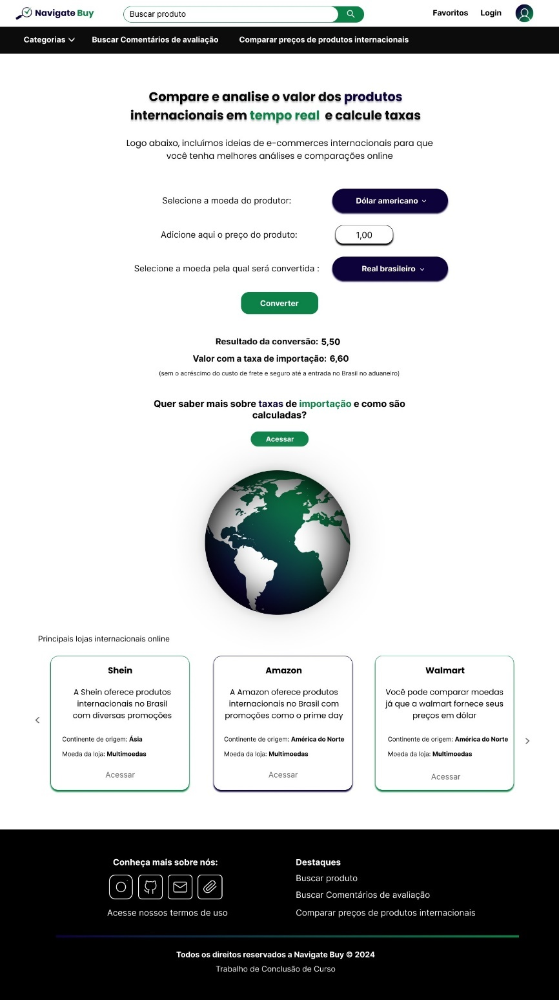 Navigate Buy
Buscar produto
Favoritos
Login
Categorias
Buscar Comentários de avaliação
Comparar preços de produtos internacionais
Compare e analise o valor dos produtos
internacionais em tempo real e calcule taxas
Logo abaixo, incluímos ideias de e-commerces internacionais para que
você tenha melhores análises e comparações online
Selecione a moeda do produtor:
Dólar americano
Adicione aqui o preço do produto:
1,00
Selecione a moeda pela qual será convertida :
Real brasileiro
Converter
Resultado da conversão: 5,50
Valor com a taxa de importação: 6,60
(sem o acréscimo do custo de frete e seguro até a entrada no Brasil no aduaneiro)
Quer saber mais sobre taxas de importação e como são
calculadas?
Acessar
Principais lojas internacionais online
Shein
A Shein oferece produtos
internacionais no Brasil
com diversas promoções
Continente de origem: Ásia
Moeda da loja: Multimoedas
Acessar
Amazon
A Amazon oferece produtos
internacionais no Brasil com
promoções como o prime day
Continente de origem: América do Norte
Moeda da loja: Multimoedas
Acessar
Walmart
Você pode comparar moedas
já que a walmart fornece seus
preços em dólar
Continente de origem: América do Norte
Moeda da loja: Multimoedas
Acessar
Conheça mais sobre nós:
Acesse nossos termos de uso
Destaques
Buscar produto
Buscar Comentários de avaliação
Comparar preços de produtos internacionais
Todos os direitos reservados a Navigate Buy © 2024
Trabalho de Conclusão de Curso